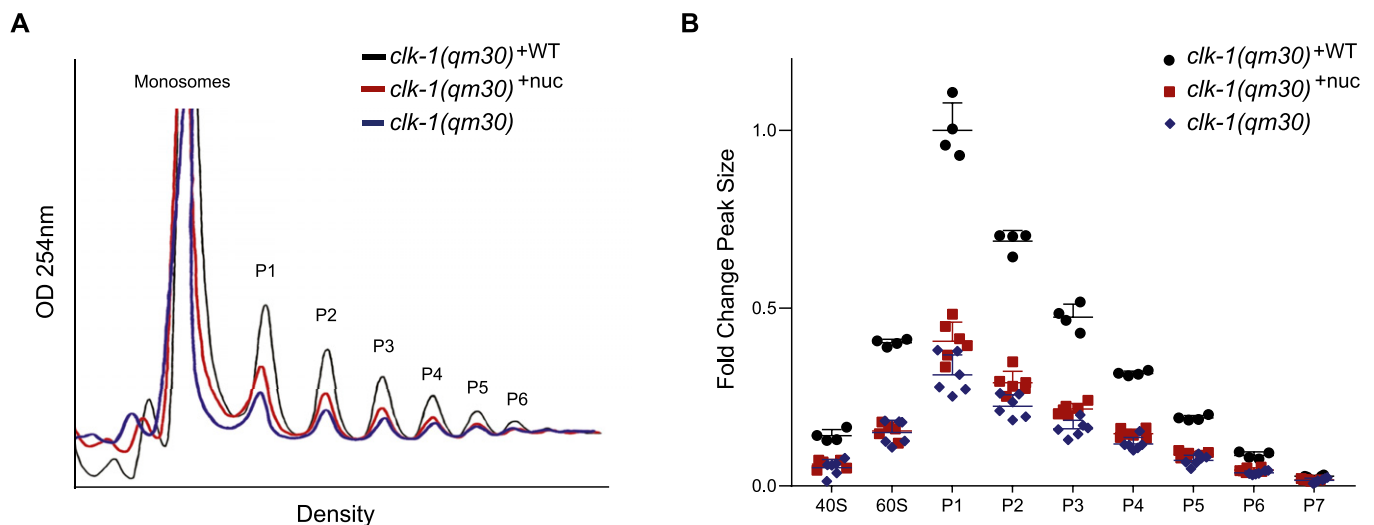 A
clk-1(qm30)+WT
clk-1(qm30)+nuc
clk-1(qm30)
Monosomes
P1
P2
P3
P4
P5
P6
OD 254nm
Density
B
clk-1(qm30)+WT
clk-1(qm30)+nuc
clk-1(qm30)
Fold Change Peak Size
1.0
0.5
0.0
40S 60S P1 P2 P3 P4 P5 P6 P7